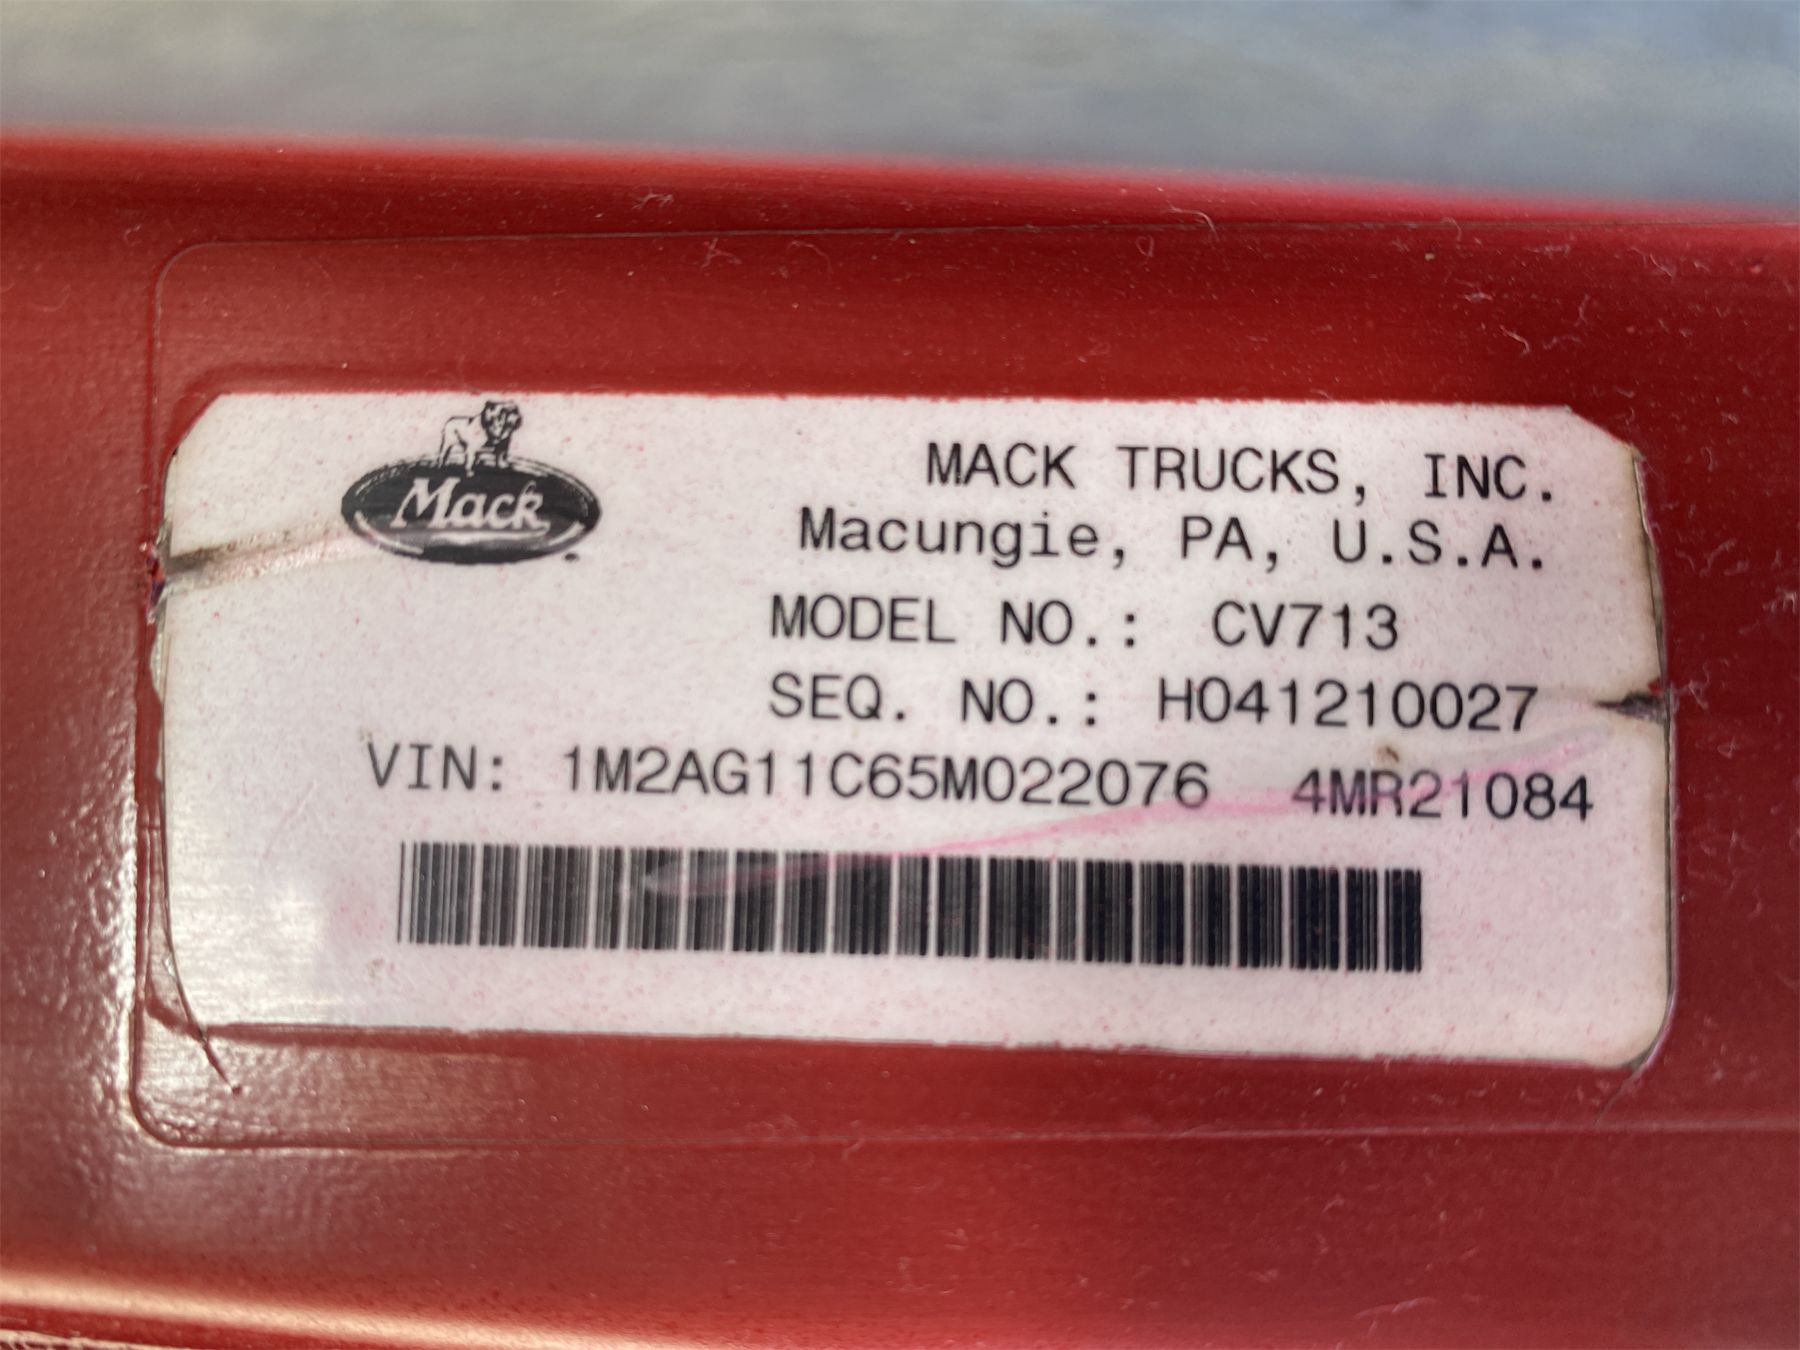 Mack
MACK TRUCKS, INC.
Macungie, PA, U.S.A.
MODEL NO.: CV713
SEQ. NO.: H041210027
VIN: 1M2AG11C65M022076 4MR21084